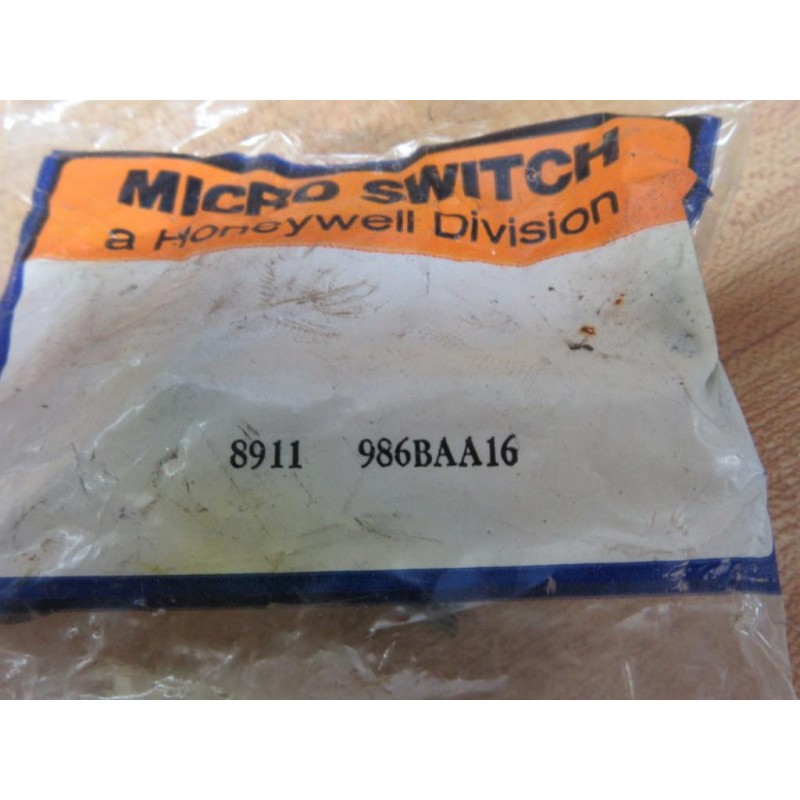 MICRO SWITCH
a Honeywell Division
8911 986BAA16